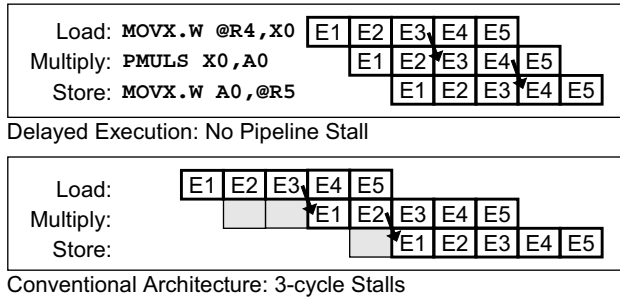 Load: MOVX.W @R4,X0 E1 E2 E3 E4 E5
Multiply: PMULS X0,A0 E1 E2 E3 E4 E5
Store: MOVX.W A0,@R5 E1 E2 E3 E4 E5
Delayed Execution: No Pipeline Stall
Load: E1 E2 E3 E4 E5
Multiply: E1 E2 E3 E4 E5
Store: E1 E2 E3 E4 E5
Conventional Architecture: 3-cycle Stalls